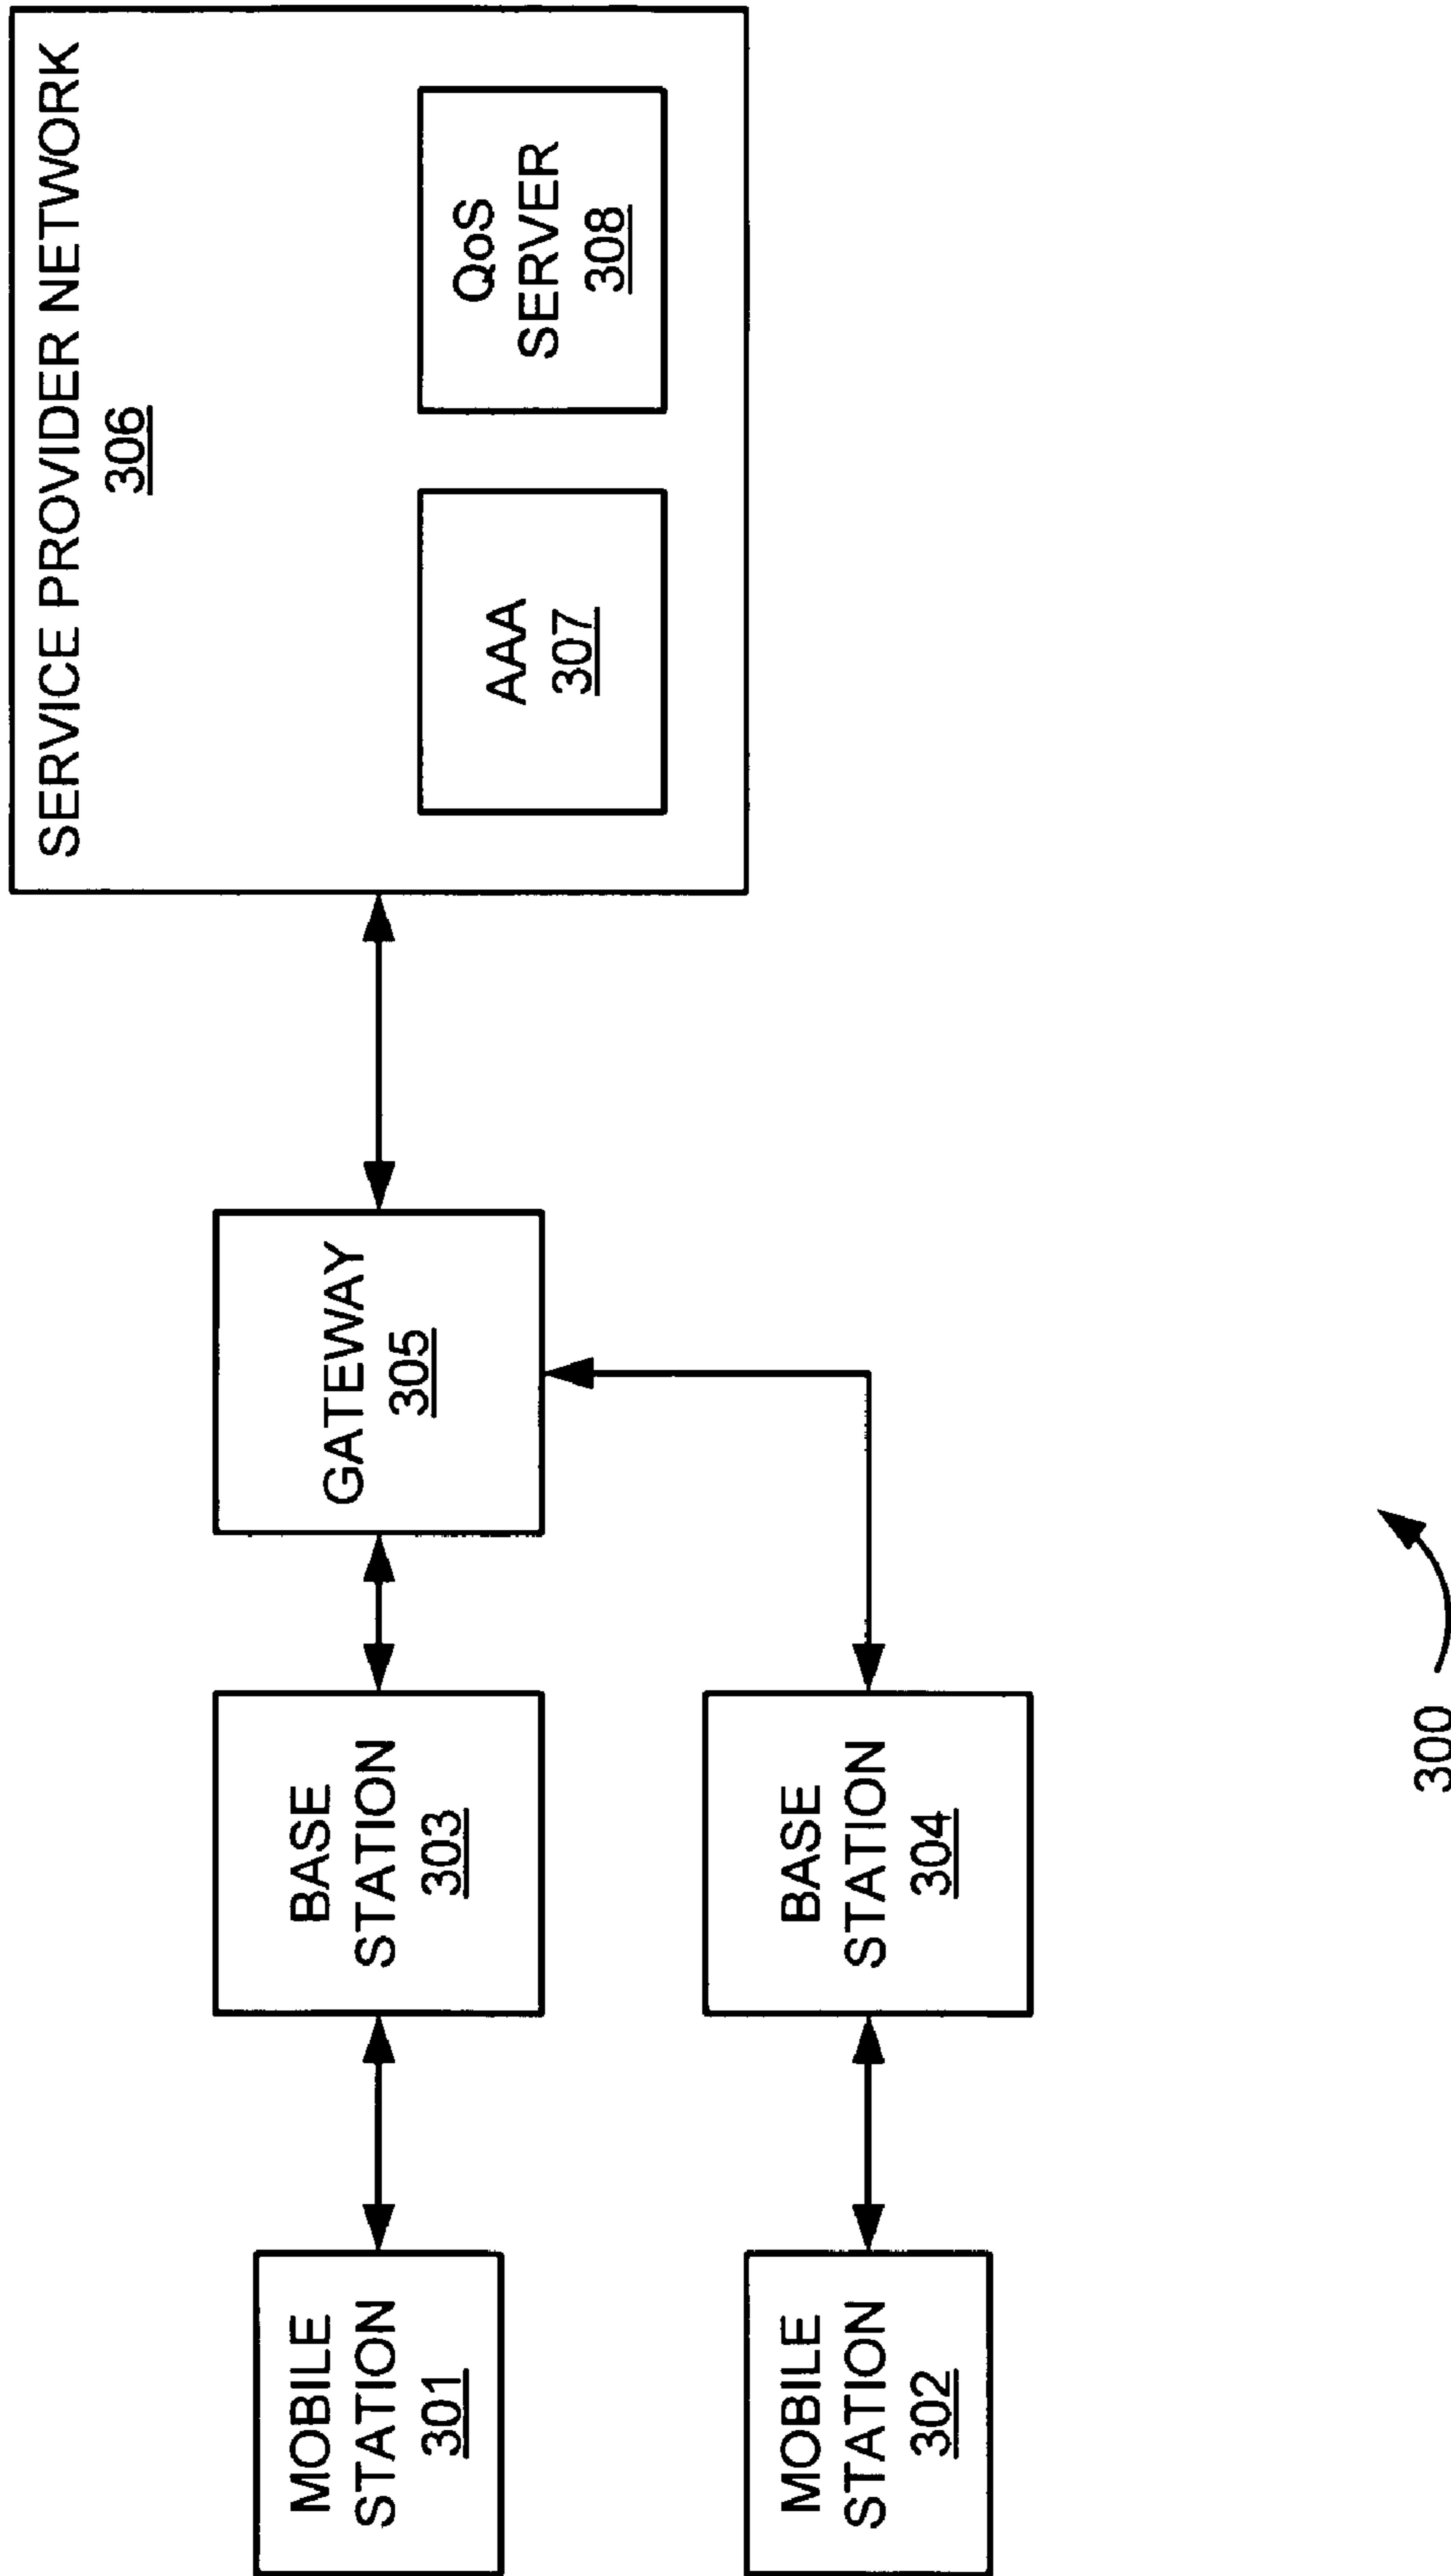 SERVICE PROVIDER NETWORK
306
AAA
307
QoS
SERVER
308
GATEWAY
305
BASE
STATION
303
BASE
STATION
304
MOBILE
STATION
301
MOBILE
STATION
302
300